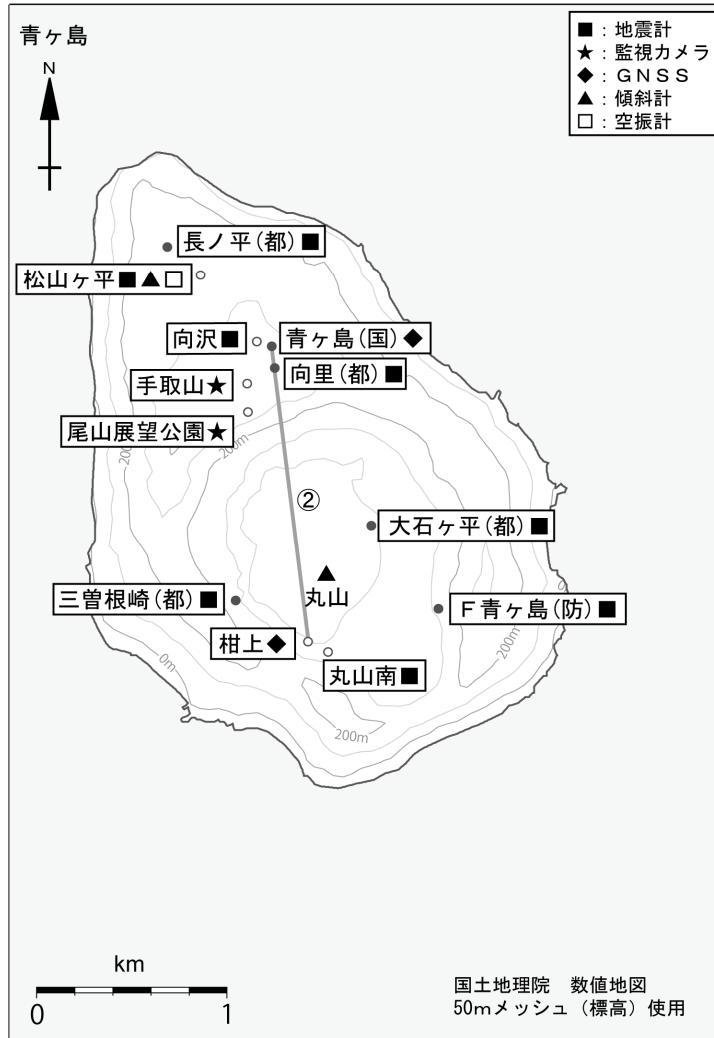 青ヶ島
N
■：地震計
★：監視カメラ
◆：ＧＮＳＳ
▲：傾斜計
□：空振計
長ノ平(都)■
松山ヶ平■▲□
向沢■
青ヶ島(国)◆
向里(都)■
手取山★
尾山展望公園★
200m
200m
②
大石ヶ平(都)■
丸山
三曽根崎(都)■
Ｆ青ヶ島(防)■
柑上◆
丸山南■
0m
200m
200m
km
0 1
国土地理院　数値地図
50mメッシュ（標高）使用